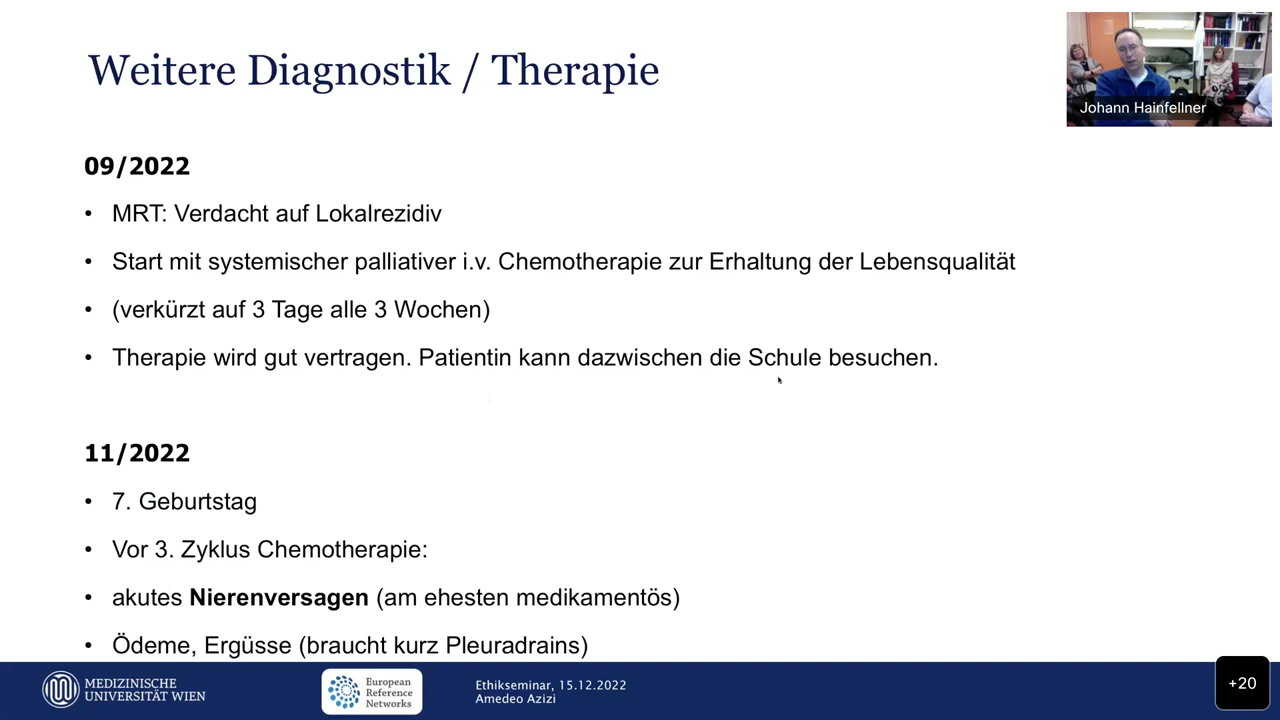 Weitere Diagnostik / Therapie
Johann Hainfellner
09/2022
• MRT: Verdacht auf Lokalrezidiv
• Start mit systemischer palliativer i.v. Chemotherapie zur Erhaltung der Lebensqualität
• (verkürzt auf 3 Tage alle 3 Wochen)
• Therapie wird gut vertragen. Patientin kann dazwischen die Schule besuchen.
11/2022
• 7. Geburtstag
• Vor 3. Zyklus Chemotherapie:
• akutes Nierenversagen (am ehesten medikamentös)
• Ödeme, Ergüsse (braucht kurz Pleuradrains)
MEDIZINISCHE
UNIVERSITÄT WIEN
European
Reference
Networks
Ethikseminar, 15.12.2022
Amedeo Azizi
+20